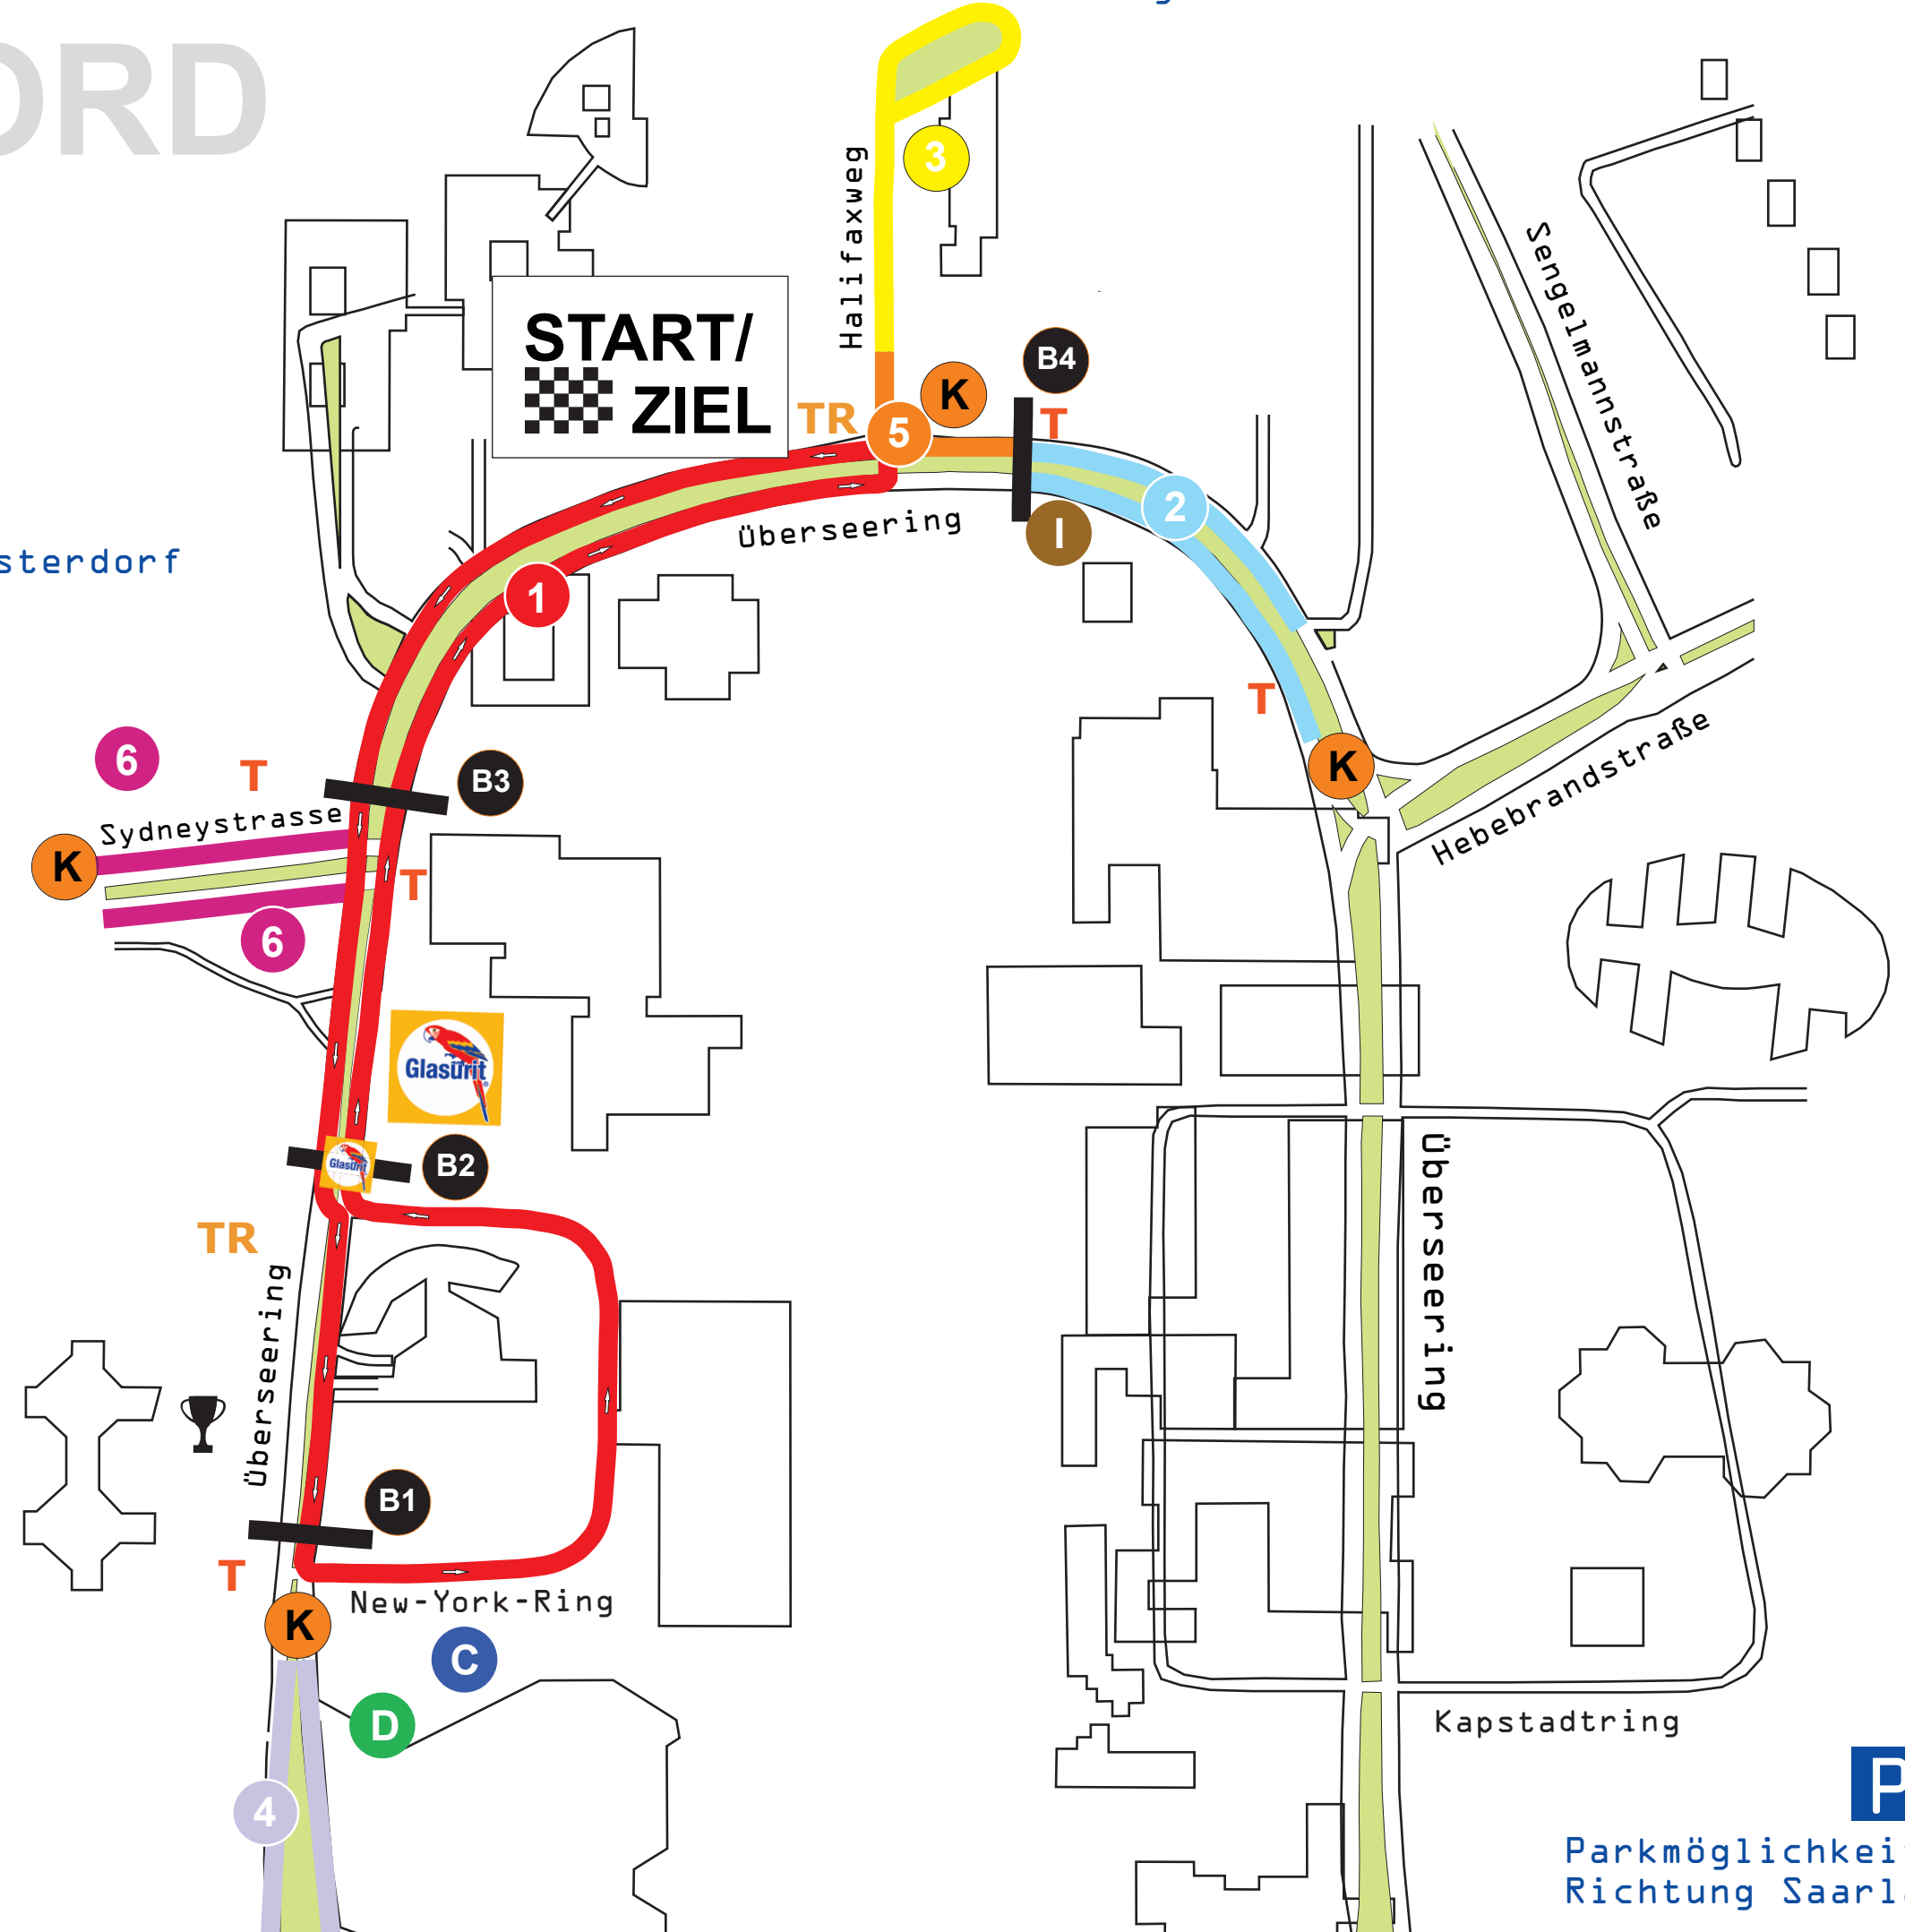 ORD
Halifaxweg
3
START/
ZIEL
TR
5
K
B4
T
Sengelmannstraße
sterdorf
Überseering
I
2
1
T
K
Hebebrandstraße
6
T
B3
Sydneystrasse
K
T
6
Glasurit
Glasurit
B2
TR
Überseering
Überseering
B1
T
New-York-Ring
K
C
D
4
Kapstadtring
P
Parkmöglichkei
Richtung Saarl